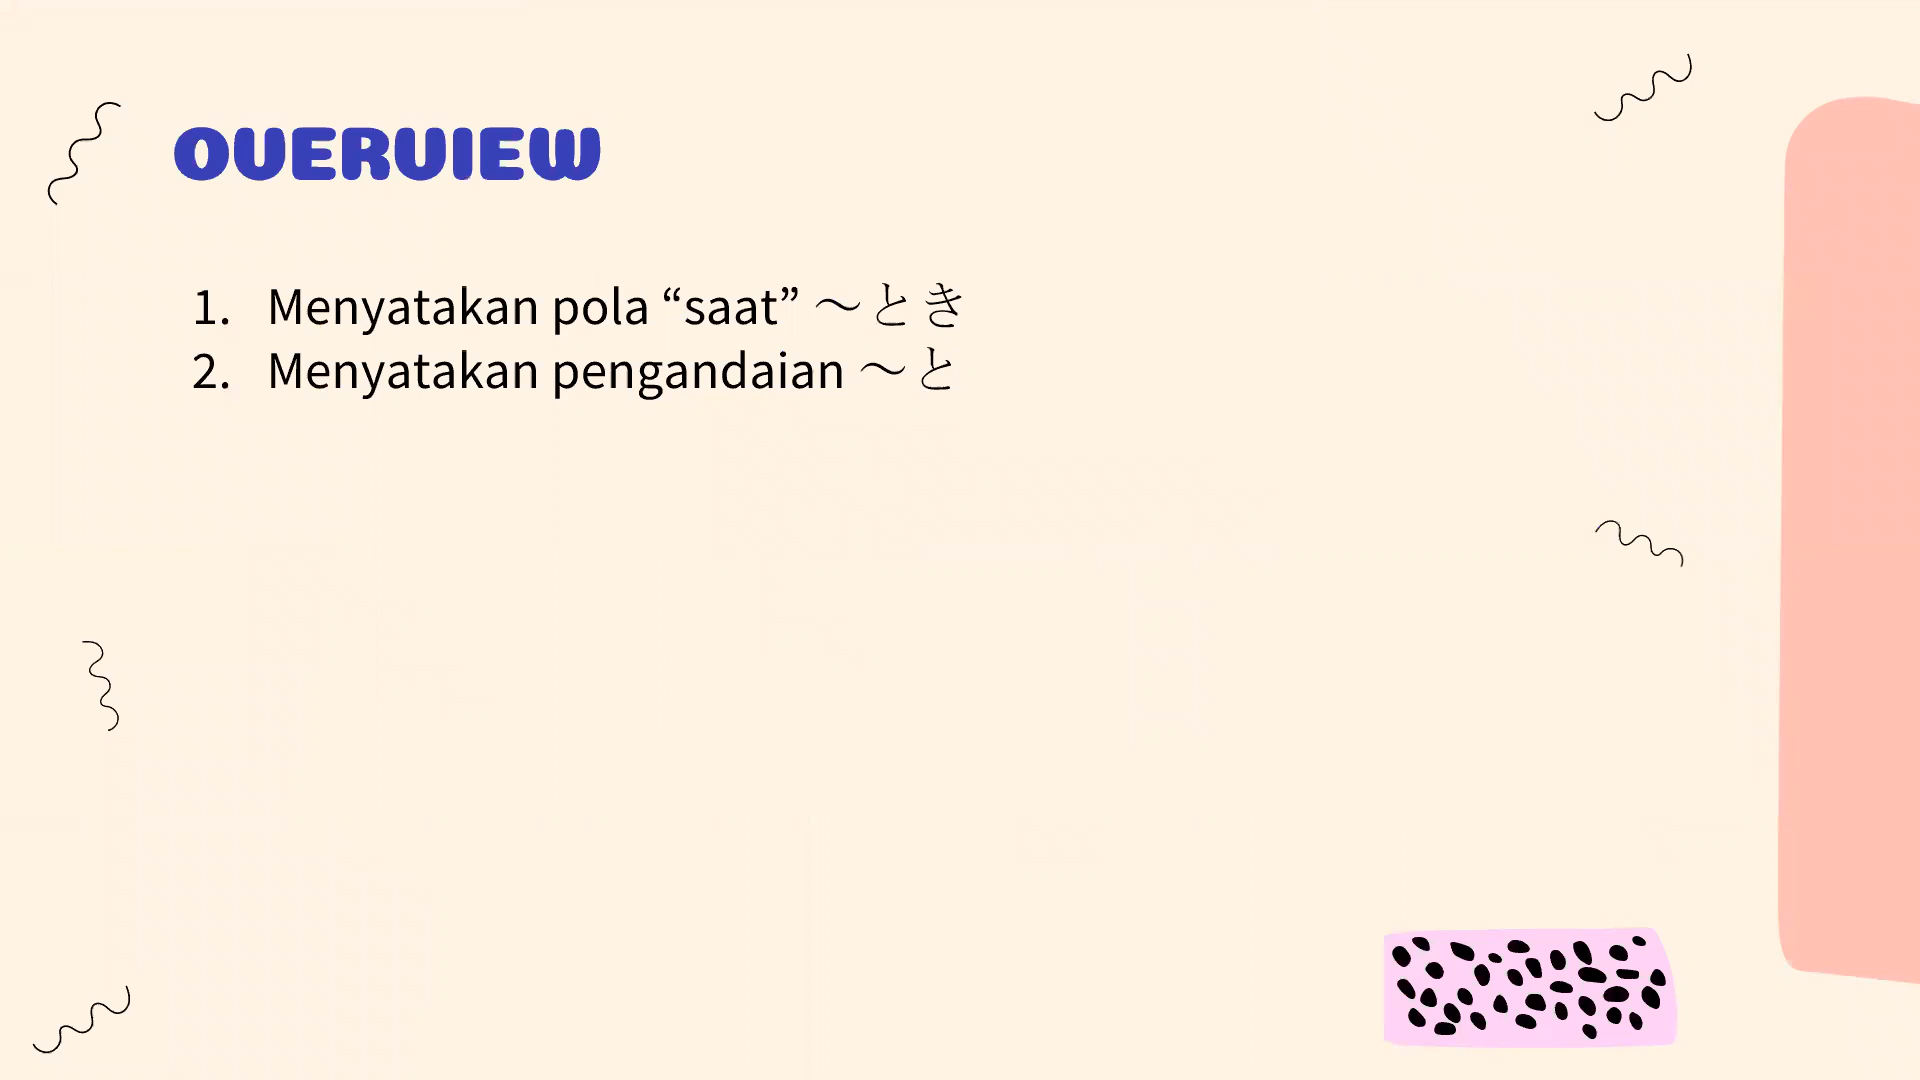 OVERVIEW
1. Menyatakan pola “saat” ～とき
2. Menyatakan pengandaian ～と